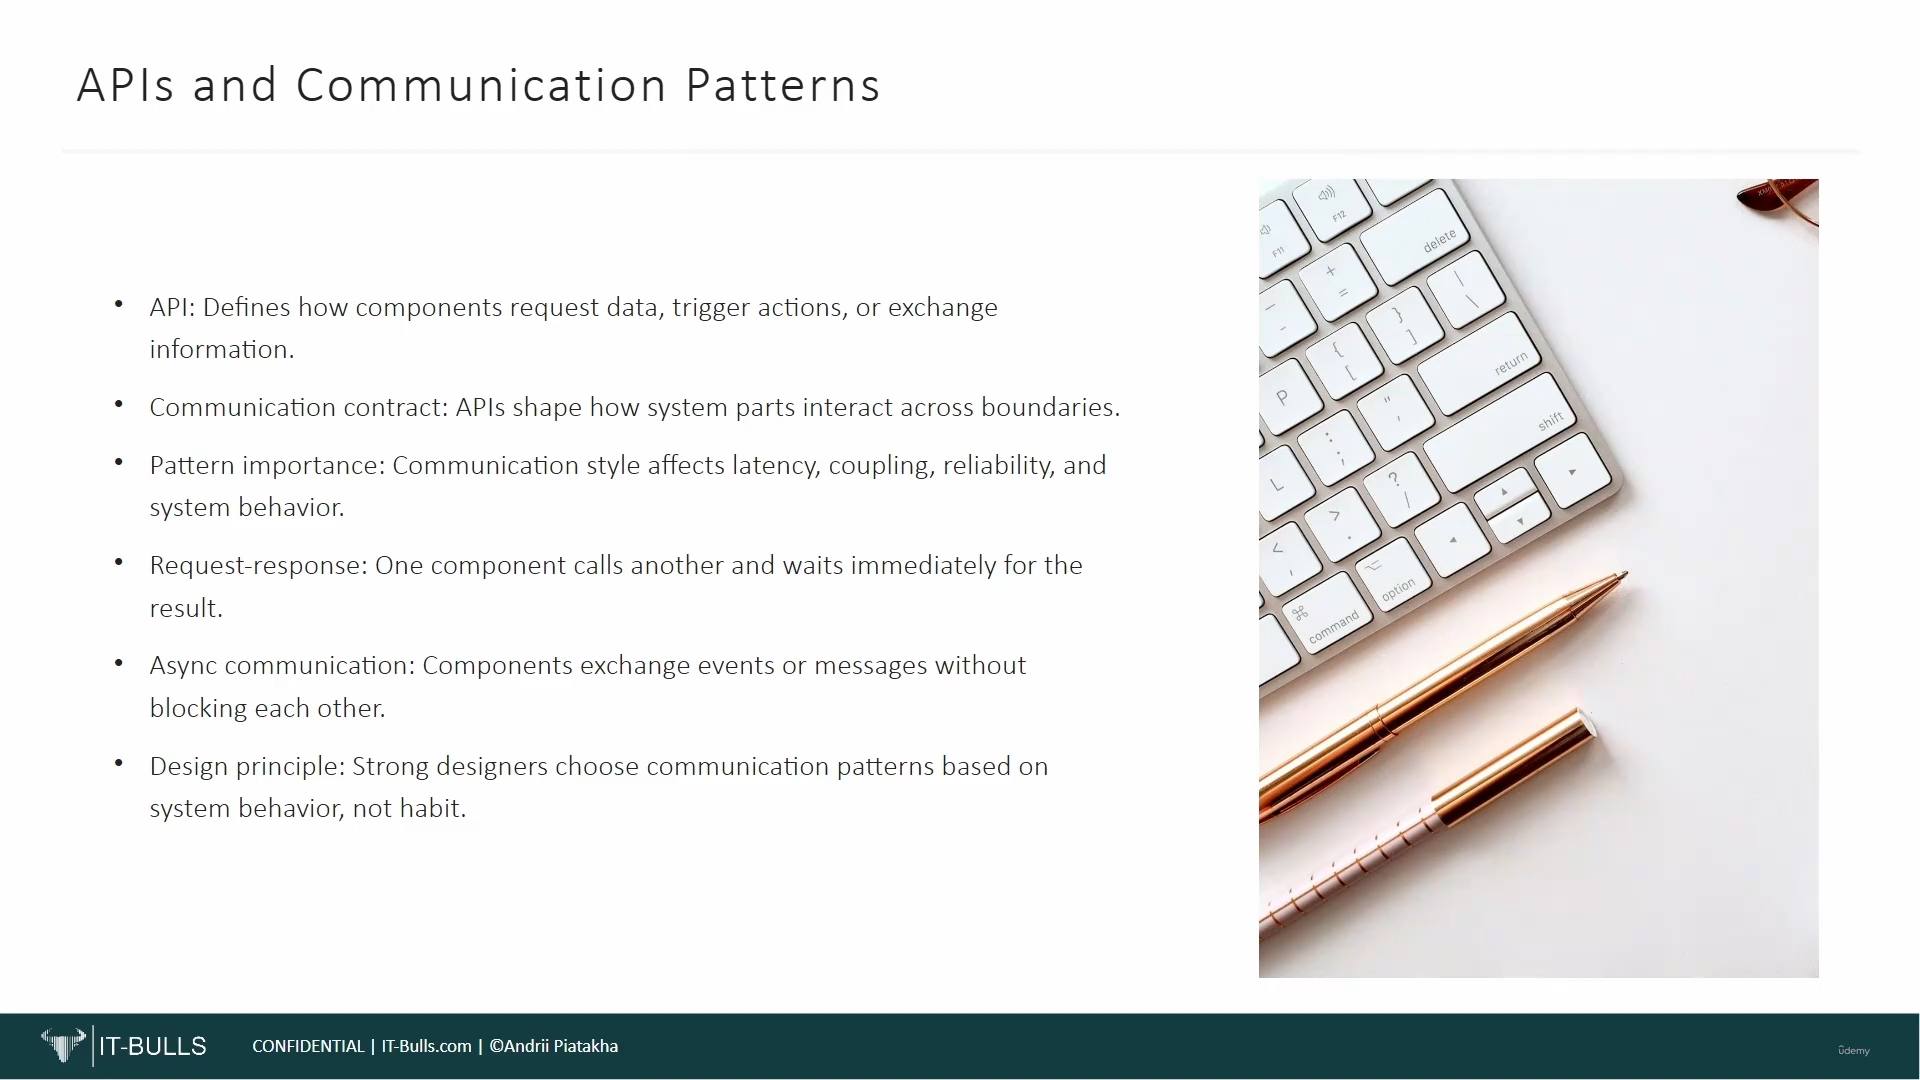 APIs and Communication Patterns
• API: Defines how components request data, trigger actions, or exchange
information.
• Communication contract: APIs shape how system parts interact across boundaries.
• Pattern importance: Communication style affects latency, coupling, reliability, and
system behavior.
• Request-response: One component calls another and waits immediately for the
result.
• Async communication: Components exchange events or messages without
blocking each other.
• Design principle: Strong designers choose communication patterns based on
system behavior, not habit.
F12
F11
delete
+
=
|
\
}
]
{
[
return
P
"
'
shift
:
;
L
?
/
>
.
<
,
option
⌘
command
IT-BULLS
CONFIDENTIAL | IT-Bulls.com | ©Andrii Piatakha
ûdemy